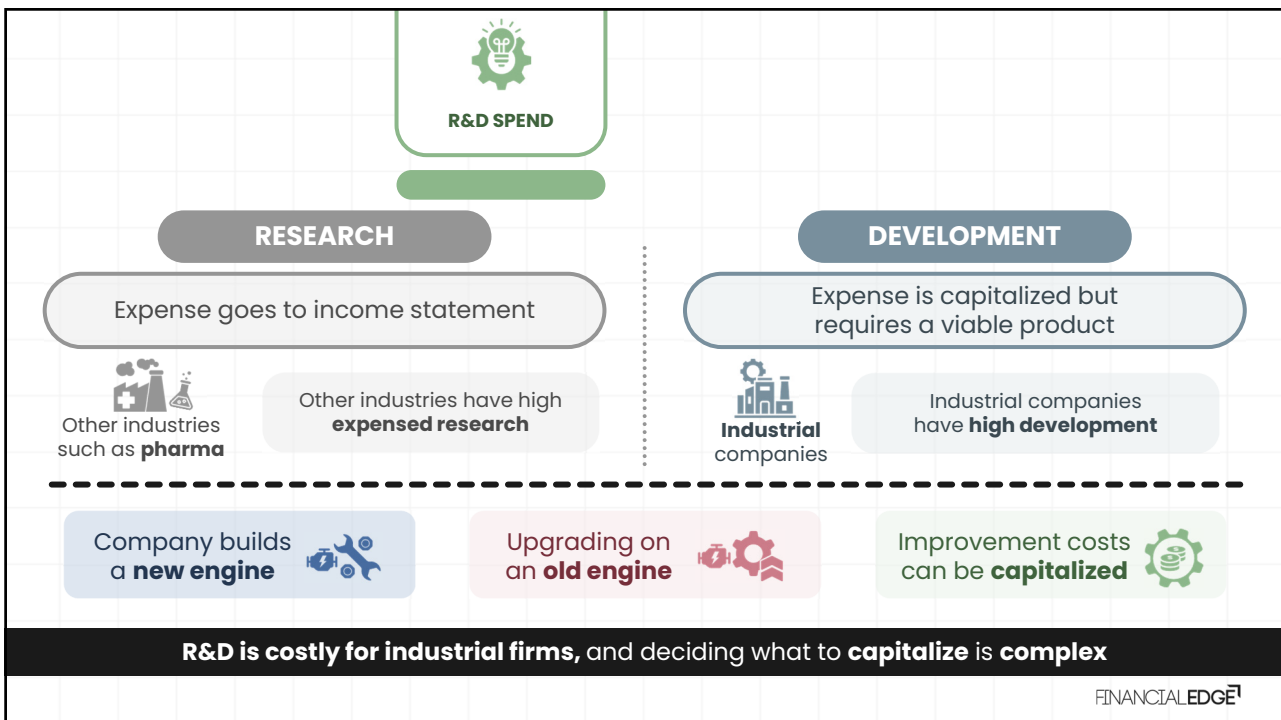 R&D SPEND
RESEARCH
Expense goes to income statement
Other industries
such as pharma
Other industries have high
expensed research
DEVELOPMENT
Expense is capitalized but
requires a viable product
Industrial
companies
Industrial companies
have high development
Company builds
a new engine
Upgrading on
an old engine
Improvement costs
can be capitalized
R&D is costly for industrial firms, and deciding what to capitalize is complex
FINANCIALEDGE